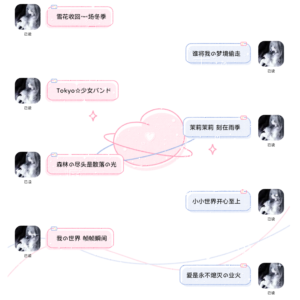 雪花收回一场冬季
谁将我の梦境偷走
Tokyo☆少女バンド
茉莉茉莉 刻在雨季
森林の尽头是散落の光
小小世界开心至上
我の世界 帧帧瞬间
爱是永不熄灭の业火